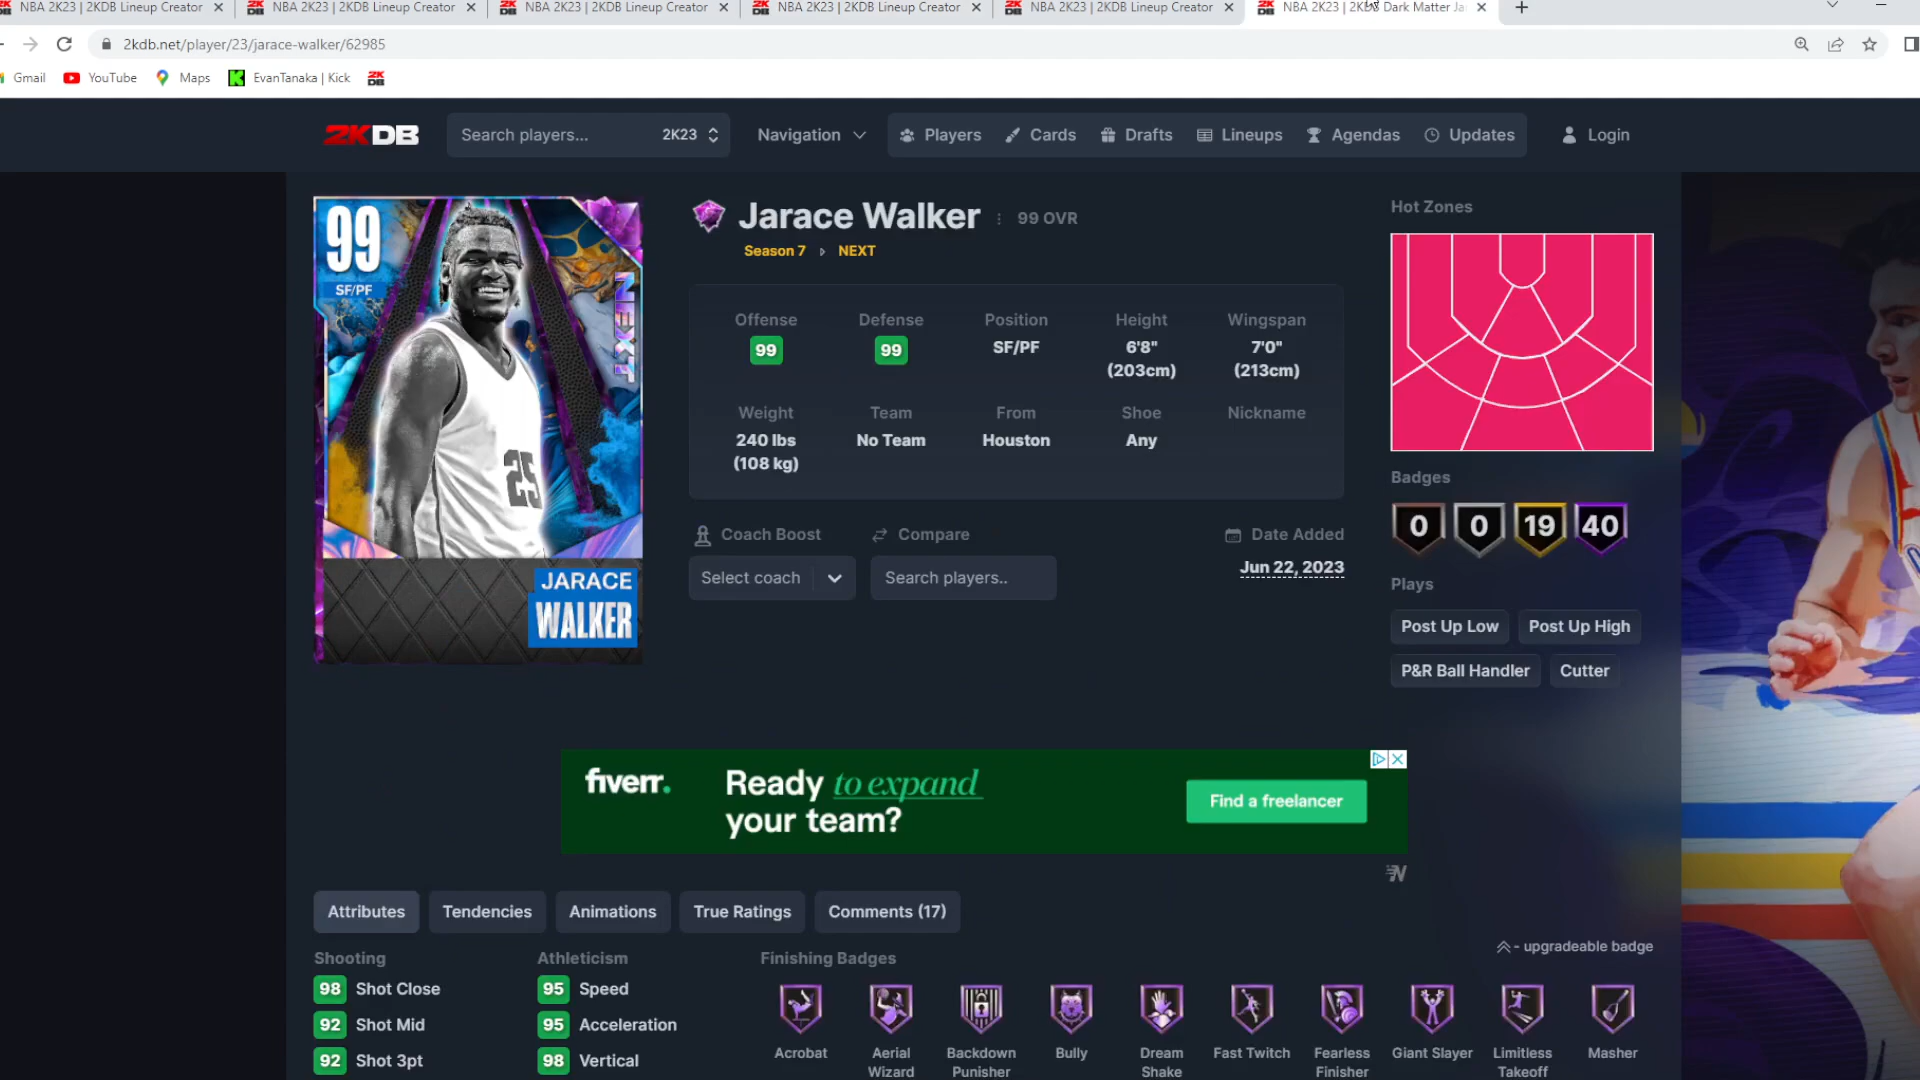 NBA 2K23 | 2KDB Lineup Creator
NBA 2K23 | 2KDB Lineup Creator
NBA 2K23 | 2KDB Lineup Creator
NBA 2K23 | 2KDB Lineup Creator
NBA 2K23 | 2KDB Lineup Creator
NBA 2K23 | 2KDB Dark Matter Ja
2kdb.net/player/23/jarace-walker/62985
Gmail
YouTube
Maps
EvanTanaka | Kick
2KDB
Search players...
2K23
Navigation
Players
Cards
Drafts
Lineups
Agendas
Updates
Login
99
SF/PF
NEXT
25
JARACE
WALKER
Jarace Walker
99 OVR
Season 7
NEXT
Offense
Defense
Position
Height
Wingspan
99
99
SF/PF
6'8"
(203cm)
7'0"
(213cm)
Weight
Team
From
Shoe
Nickname
240 lbs
(108 kg)
No Team
Houston
Any
Coach Boost
Compare
Date Added
Select coach
Search players..
Jun 22, 2023
Hot Zones
Badges
0
0
19
40
Plays
Post Up Low
Post Up High
P&R Ball Handler
Cutter
fiverr.
Ready to expand
your team?
Find a freelancer
Attributes
Tendencies
Animations
True Ratings
Comments (17)
- upgradeable badge
Shooting
98 Shot Close
92 Shot Mid
92 Shot 3pt
Athleticism
95 Speed
95 Acceleration
98 Vertical
Finishing Badges
Acrobat
Aerial
Wizard
Backdown
Punisher
Bully
Dream
Shake
Fast Twitch
Fearless
Finisher
Giant Slayer
Limitless
Takeoff
Masher